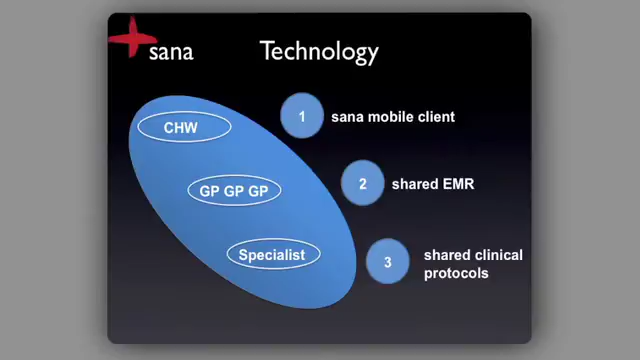 sana
Technology
CHW
1
sana mobile client
GP GP GP
2
shared EMR
Specialist
3
shared clinical
protocols